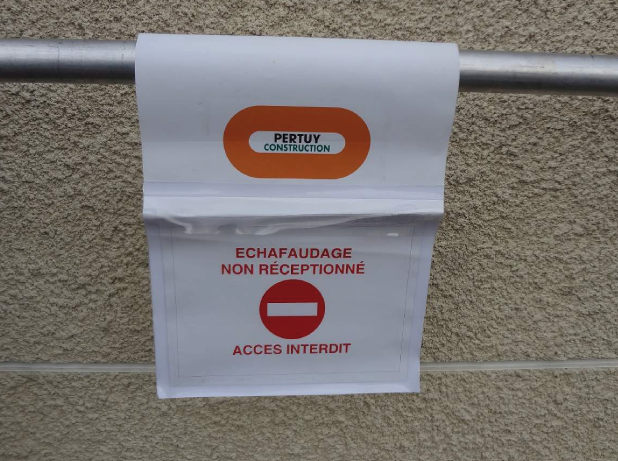 PERTUY
CONSTRUCTION
ECHAFAUDAGE
NON RÉCEPTIONNÉ
ACCES INTERDIT